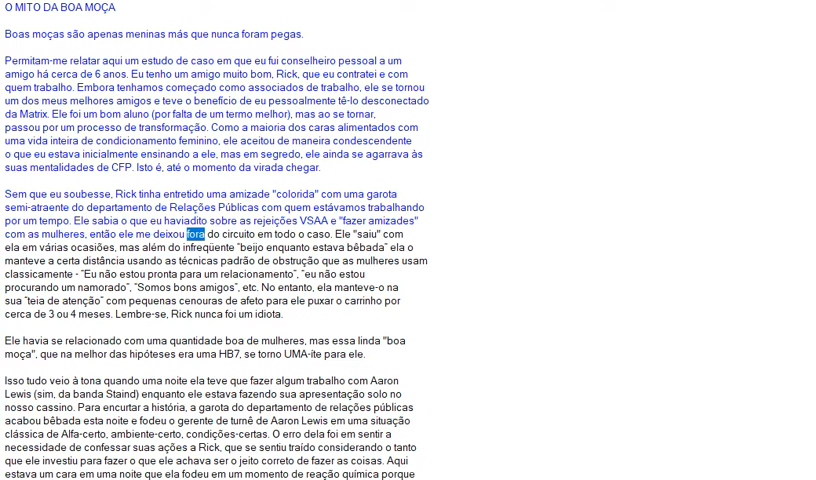 O MITO DA BOA MOÇA
Boas moças são apenas meninas más que nunca foram pegas.
Permitam-me relatar aqui um estudo de caso em que eu fui conselheiro pessoal a um
amigo há cerca de 6 anos. Eu tenho um amigo muito bom, Rick, que eu contratei e com
quem trabalho. Embora tenhamos começado como associados de trabalho, ele se tornou
um dos meus melhores amigos e teve o benefício de eu pessoalmente tê-lo desconectado
da Matrix. Ele foi um bom aluno (por falta de um termo melhor), mas ao se tornar,
passou por um processo de transformação. Como a maioria dos caras alimentados com
uma vida inteira de condicionamento feminino, ele aceitou de maneira condescendente
o que eu estava inicialmente ensinando a ele, mas em segredo, ele ainda se agarrava às
suas mentalidades de CFP. Isto é, até o momento da virada chegar.
Sem que eu soubesse, Rick tinha entretido uma amizade "colorida" com uma garota
semi-atraente do departamento de Relações Públicas com quem estávamos trabalhando
por um tempo. Ele sabia o que eu haviadito sobre as rejeições VSAA e "fazer amizades"
com as mulheres, então ele me deixou fora do circuito em todo o caso. Ele "saiu" com
ela em várias ocasiões, mas além do infreqüente “beijo enquanto estava bêbada” ela o
manteve a certa distância usando as técnicas padrão de obstrução que as mulheres usam
classicamente - “Eu não estou pronta para um relacionamento”, “eu não estou
procurando um namorado”, “Somos bons amigos”, etc. No entanto, ela manteve-o na
sua “teia de atenção” com pequenas cenouras de afeto para ele puxar o carrinho por
cerca de 3 ou 4 meses. Lembre-se, Rick nunca foi um idiota.
Ele havia se relacionado com uma quantidade boa de mulheres, mas essa linda "boa
moça", que na melhor das hipóteses era uma HB7, se torno UMA-ite para ele.
Isso tudo veio à tona quando uma noite ela teve que fazer algum trabalho com Aaron
Lewis (sim, da banda Staind) enquanto ele estava fazendo sua apresentação solo no
nosso cassino. Para encurtar a história, a garota do departamento de relações públicas
acabou bêbada esta noite e fodeu o gerente de turnê de Aaron Lewis em uma situação
clássica de Alfa-certo, ambiente-certo, condições-certas. O erro dela foi em sentir a
necessidade de confessar suas ações a Rick, que se sentiu traído considerando o tanto
que ele investiu para fazer o que ele achava ser o jeito correto de fazer as coisas. Aqui
estava um cara em uma noite que ela fodeu em um momento de reação química porque